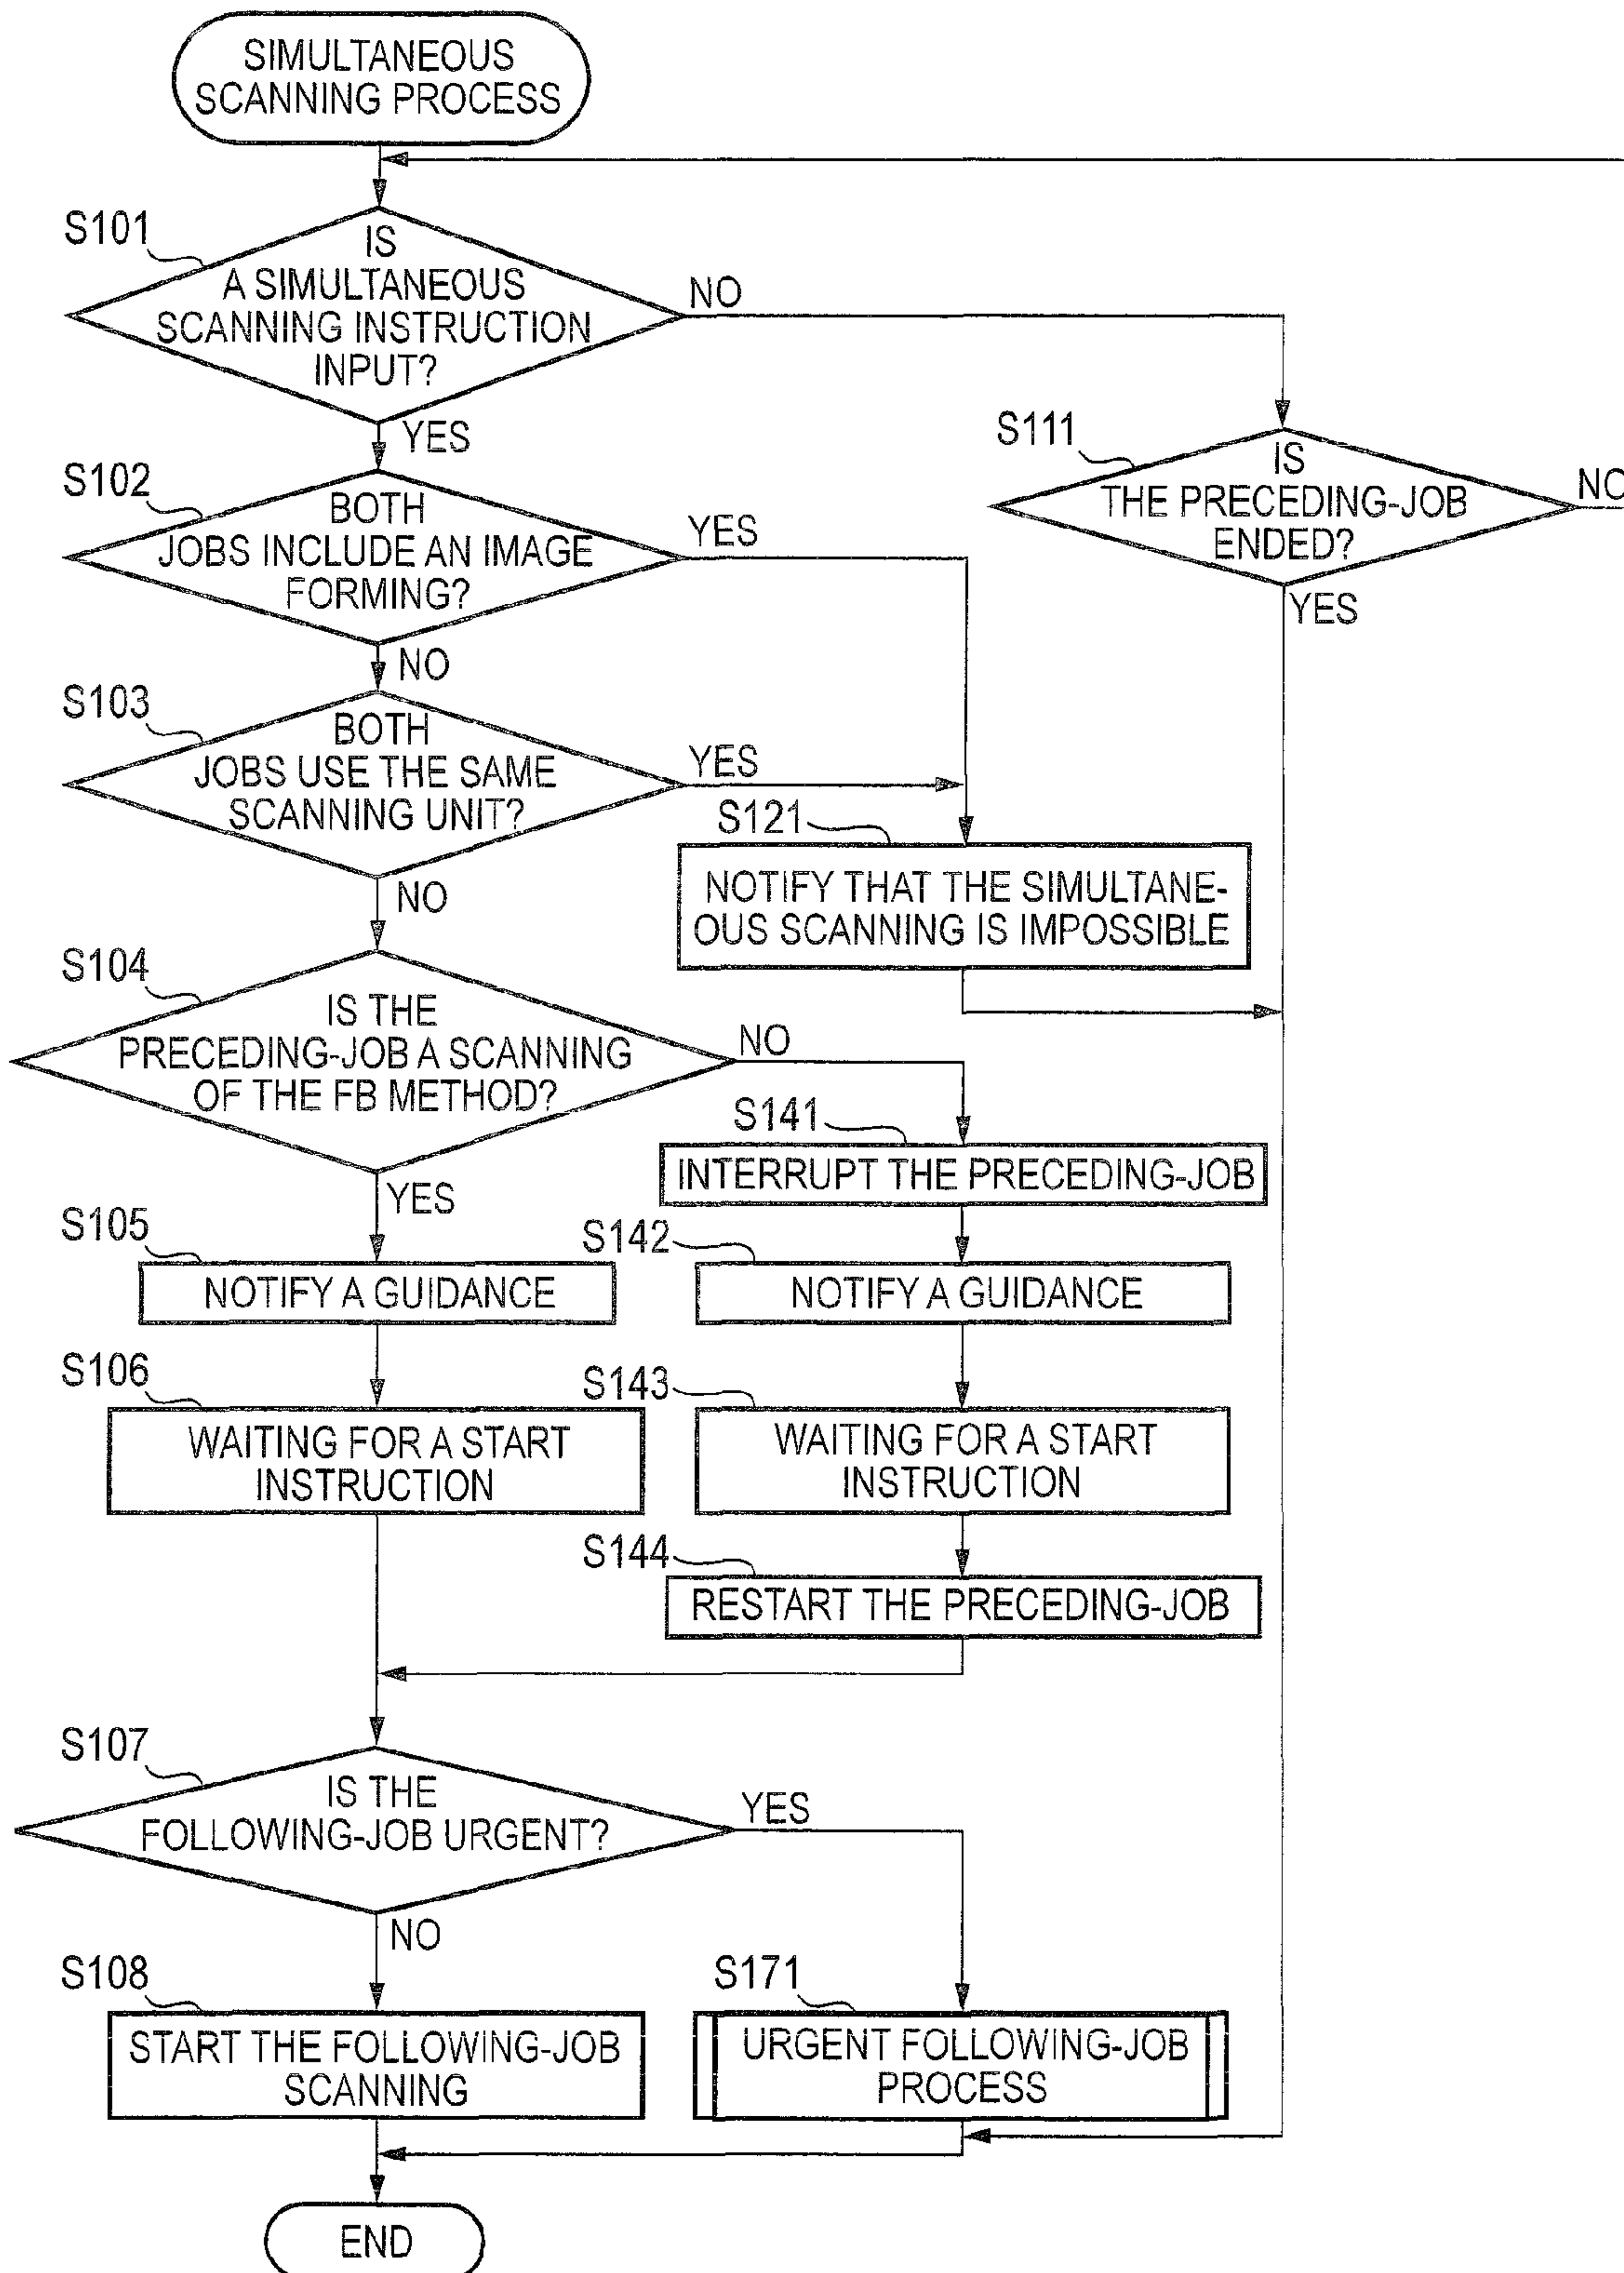 SIMULTANEOUS
SCANNING PROCESS
S101
IS
A SIMULTANEOUS
SCANNING INSTRUCTION
INPUT?
NO
YES
S111
IS
THE PRECEDING-JOB
ENDED?
NO
YES
S102
BOTH
JOBS INCLUDE AN IMAGE
FORMING?
YES
NO
S103
BOTH
JOBS USE THE SAME
SCANNING UNIT?
YES
NO
S121
NOTIFY THAT THE SIMULTANE-
OUS SCANNING IS IMPOSSIBLE
S104
IS THE
PRECEDING-JOB A SCANNING
OF THE FB METHOD?
NO
YES
S141
INTERRUPT THE PRECEDING-JOB
S105
NOTIFY A GUIDANCE
S142
NOTIFY A GUIDANCE
S106
WAITING FOR A START
INSTRUCTION
S143
WAITING FOR A START
INSTRUCTION
S144
RESTART THE PRECEDING-JOB
S107
IS THE
FOLLOWING-JOB URGENT?
YES
NO
S108
START THE FOLLOWING-JOB
SCANNING
S171
URGENT FOLLOWING-JOB
PROCESS
END